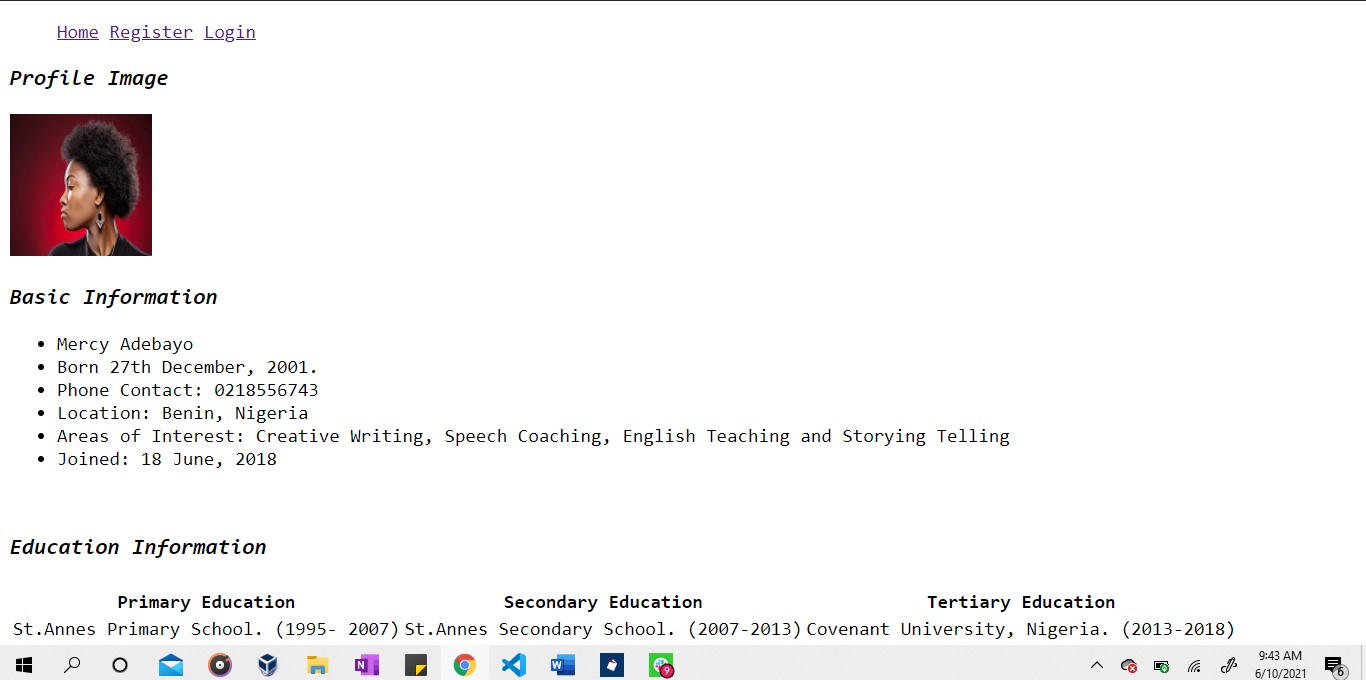 Home Register Login
Profile Image
Basic Information
Mercy Adebayo
Born 27th December, 2001.
Phone Contact: 0218556743
Location: Benin, Nigeria
Areas of Interest: Creative Writing, Speech Coaching, English Teaching and Storying Telling
Joined: 18 June, 2018
Education Information
Primary Education Secondary Education Tertiary Education
St.Annes Primary School. (1995- 2007) St.Annes Secondary School. (2007-2013) Covenant University, Nigeria. (2013-2018)
N W 9 9:43 AM
6/10/2021 6